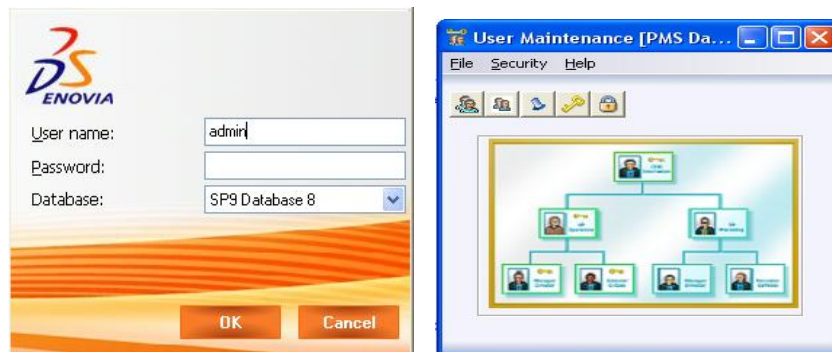 ENOVIA
User name:
admin
Password:
Database:
SP9 Database 8
OK
Cancel
User Maintenance [PMS Da...
File
Security
Help